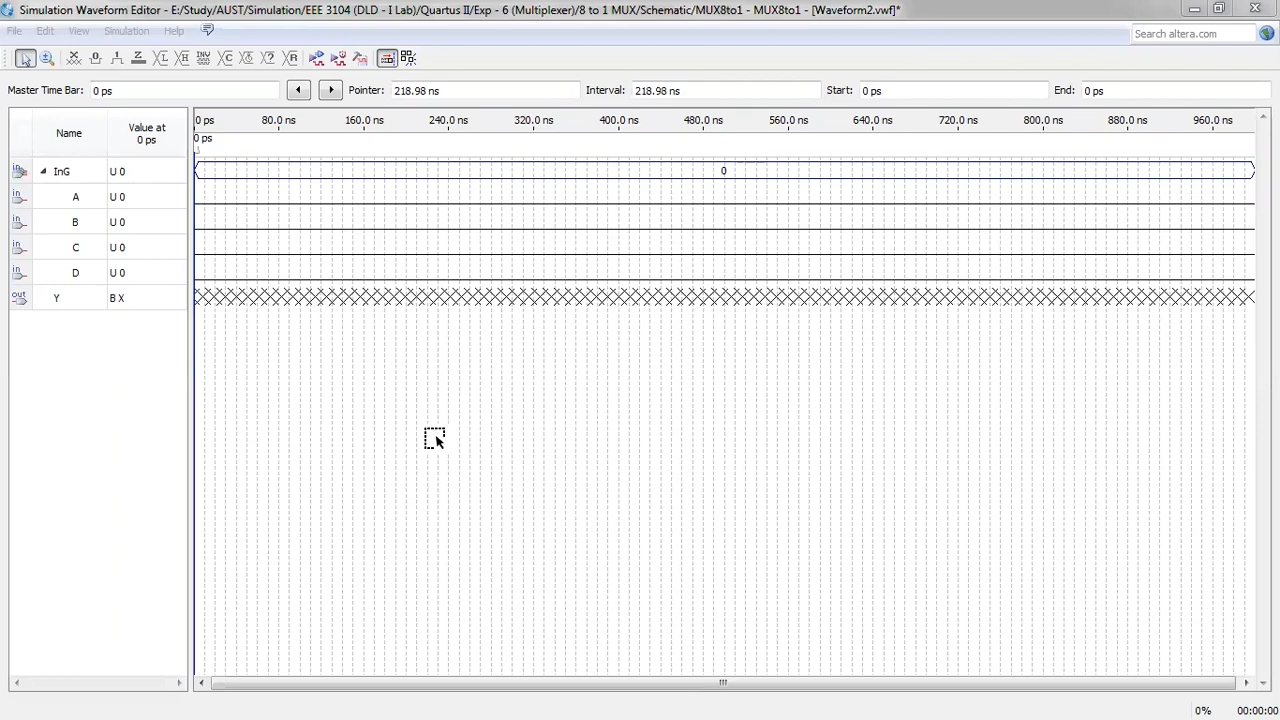 Simulation Waveform Editor - E:/Study/AUST/Simulation/EEE 3104 (DLD - I Lab)/Quartus II/Exp - 6 (Multiplexer)/8 to 1 MUX/Schematic/MUX8to1 - MUX8to1 - [Waveform2.vwf]*
File Edit View Simulation Help
Search altera.com
Master Time Bar: 0 ps Pointer: 218.98 ns Interval: 218.98 ns Start: 0 ps End: 0 ps
Name Value at 0 ps
0 ps 80.0 ns 160.0 ns 240.0 ns 320.0 ns 400.0 ns 480.0 ns 560.0 ns 640.0 ns 720.0 ns 800.0 ns 880.0 ns 960.0 ns
0 ps
InG U 0 0
A U 0
B U 0
C U 0
D U 0
Y B X
0% 00:00:00